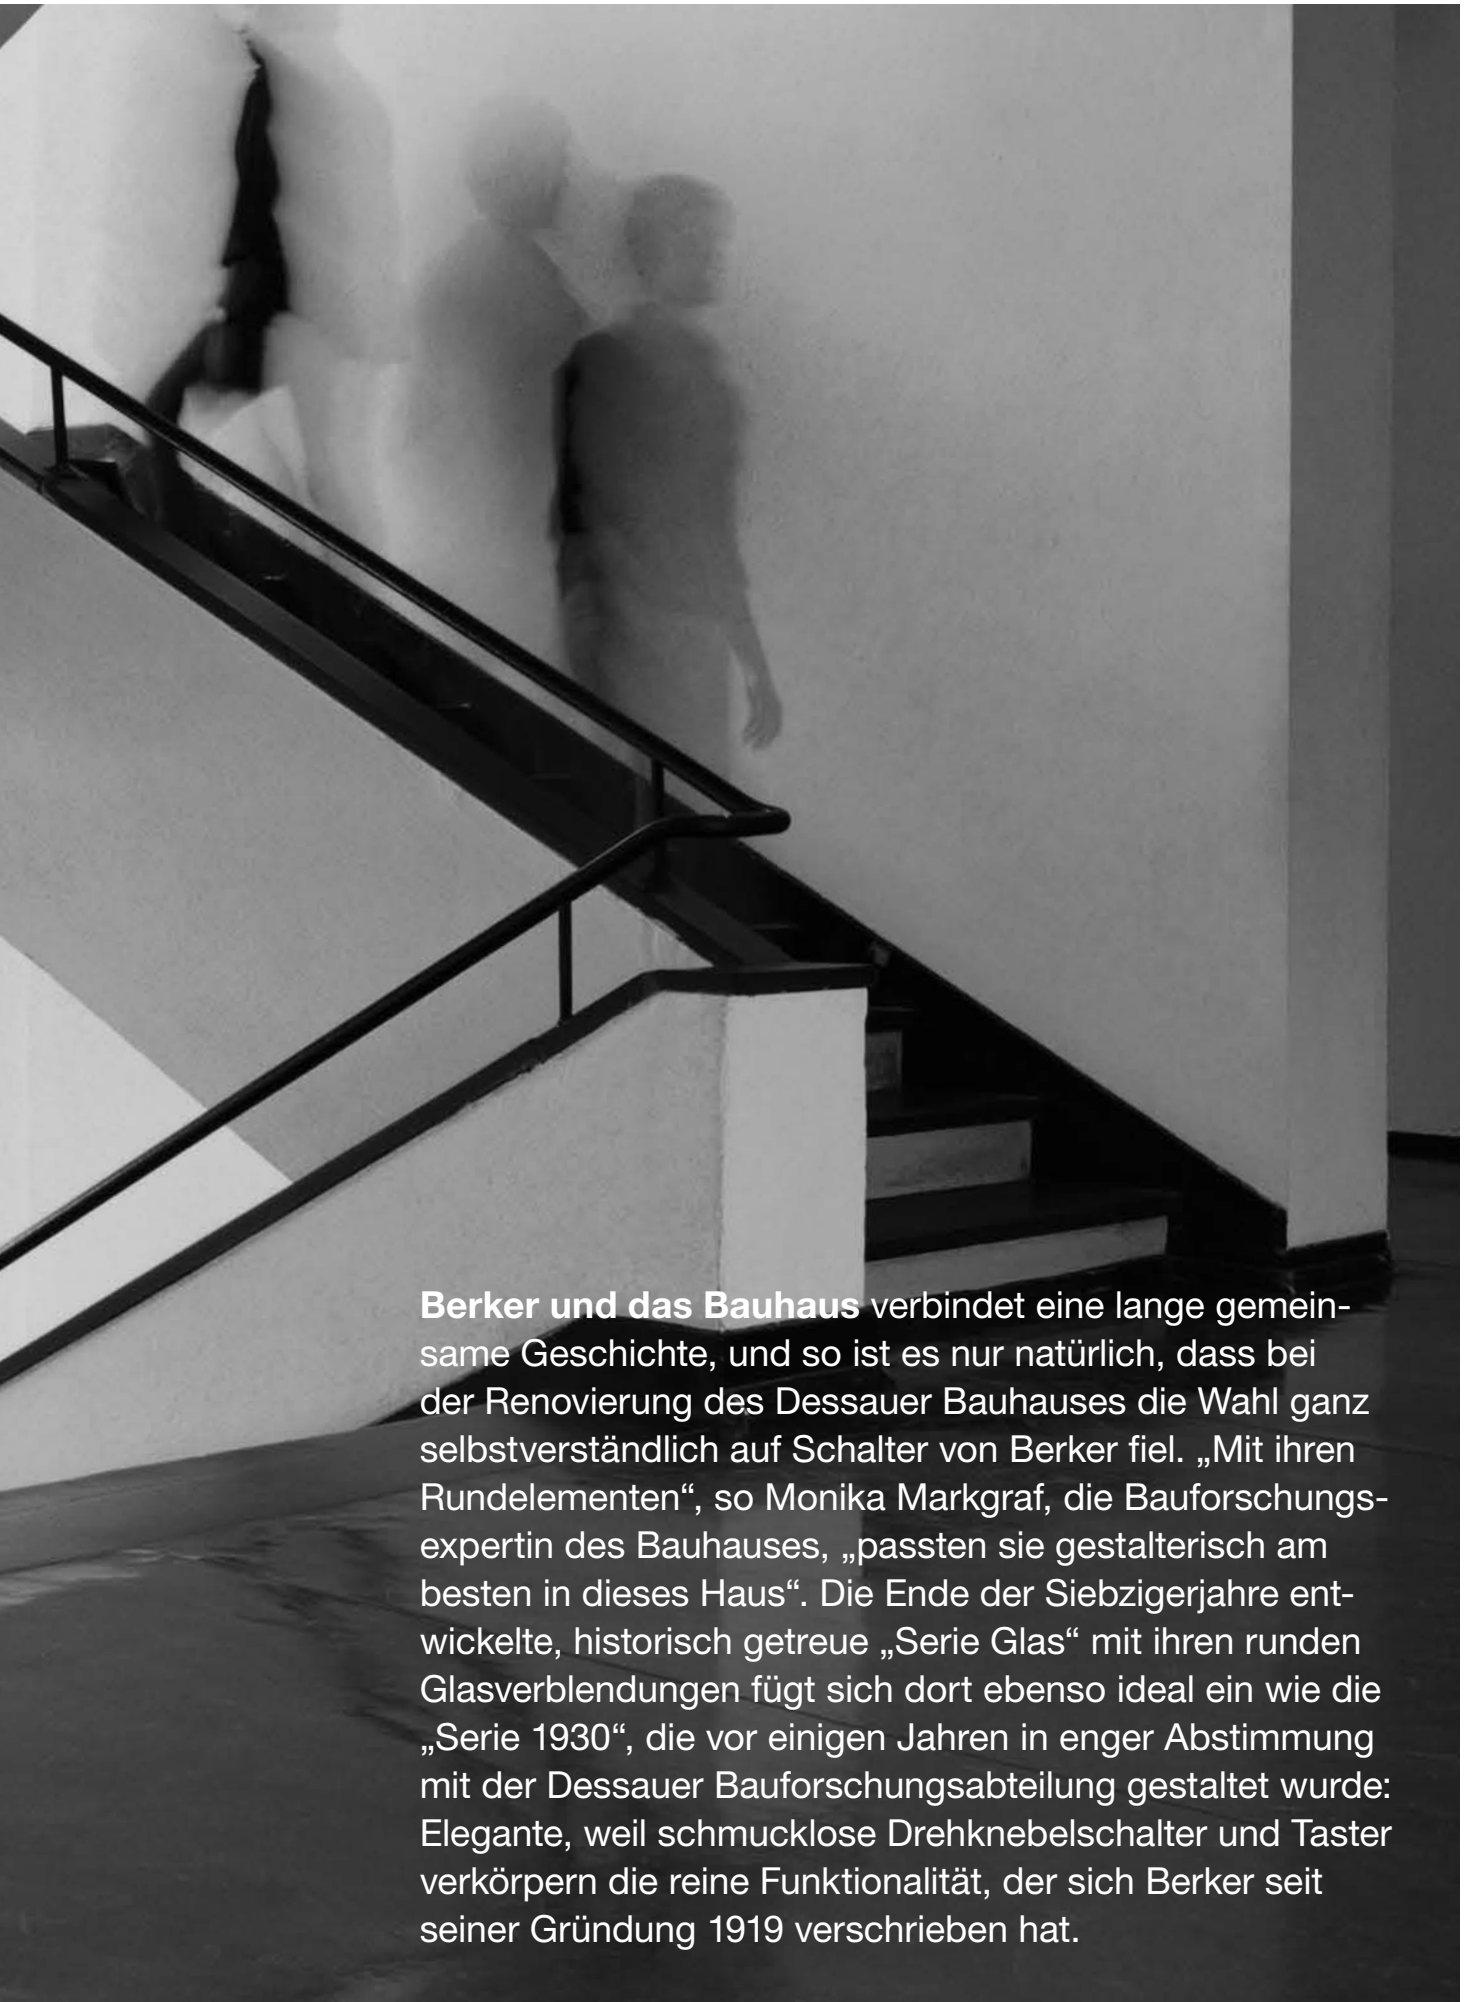 Berker und das Bauhaus verbindet eine lange gemein-
same Geschichte, und so ist es nur natürlich, dass bei
der Renovierung des Dessauer Bauhauses die Wahl ganz
selbstverständlich auf Schalter von Berker fiel. „Mit ihren
Rundelementen“, so Monika Markgraf, die Bauforschungs-
expertin des Bauhauses, „passten sie gestalterisch am
besten in dieses Haus“. Die Ende der Siebzigerjahre ent-
wickelte, historisch getreue „Serie Glas“ mit ihren runden
Glasverblendungen fügt sich dort ebenso ideal ein wie die
„Serie 1930“, die vor einigen Jahren in enger Abstimmung
mit der Dessauer Bauforschungsabteilung gestaltet wurde:
Elegante, weil schmucklose Drehknebelschalter und Taster
verkörpern die reine Funktionalität, der sich Berker seit
seiner Gründung 1919 verschrieben hat.